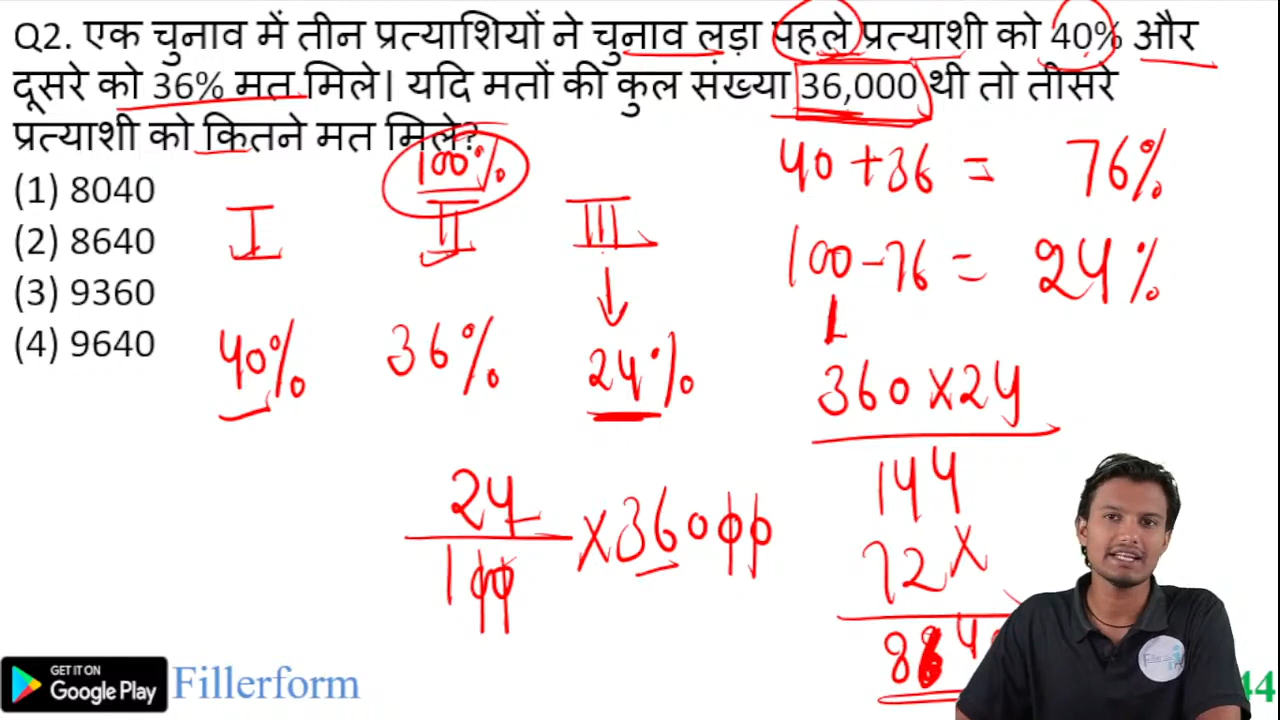 Q2. एक चुनाव में तीन प्रत्याशियों ने चुनाव लड़ा पहले प्रत्याशी को 40% और
दूसरे को 36% मत मिले। यदि मतों की कुल संख्या 36,000 थी तो तीसरे
प्रत्याशी को कितने मत मिले?
(1) 8040
(2) 8640
(3) 9360
(4) 9640
100%
I II III
40% 36% 24%
24
100
×36000
40+36 = 76%
100-76 = 24%
360×24
144
72×
864
GET IT ON
Google Play
Fillerform
44